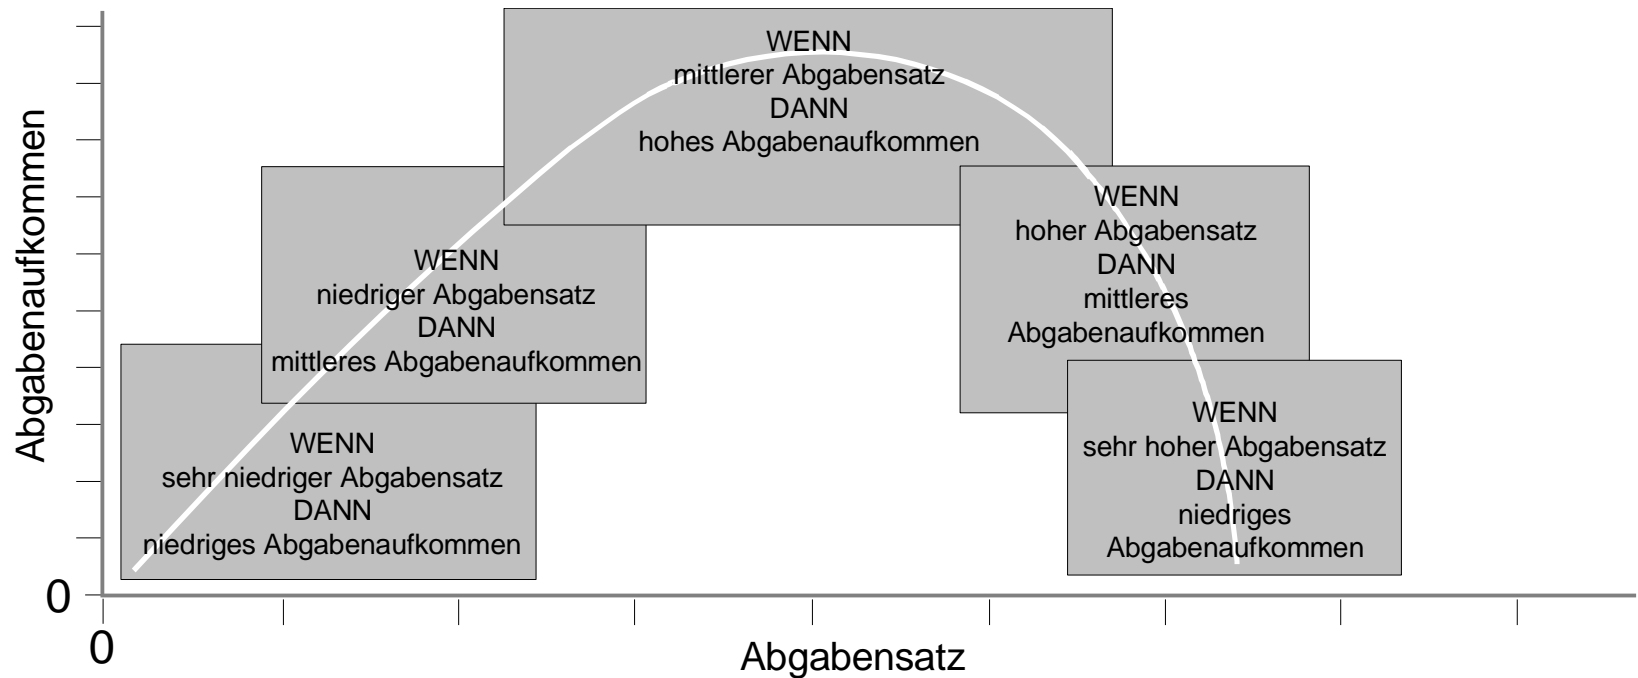 Abgabenaufkommen
WENN
mittlerer Abgabensatz
DANN
hohes Abgabenaufkommen
WENN
niedriger Abgabensatz
DANN
mittleres Abgabenaufkommen
WENN
hoher Abgabensatz
DANN
mittleres
Abgabenaufkommen
WENN
sehr niedriger Abgabensatz
DANN
niedriges Abgabenaufkommen
WENN
sehr hoher Abgabensatz
DANN
niedriges
Abgabenaufkommen
0
0
Abgabensatz